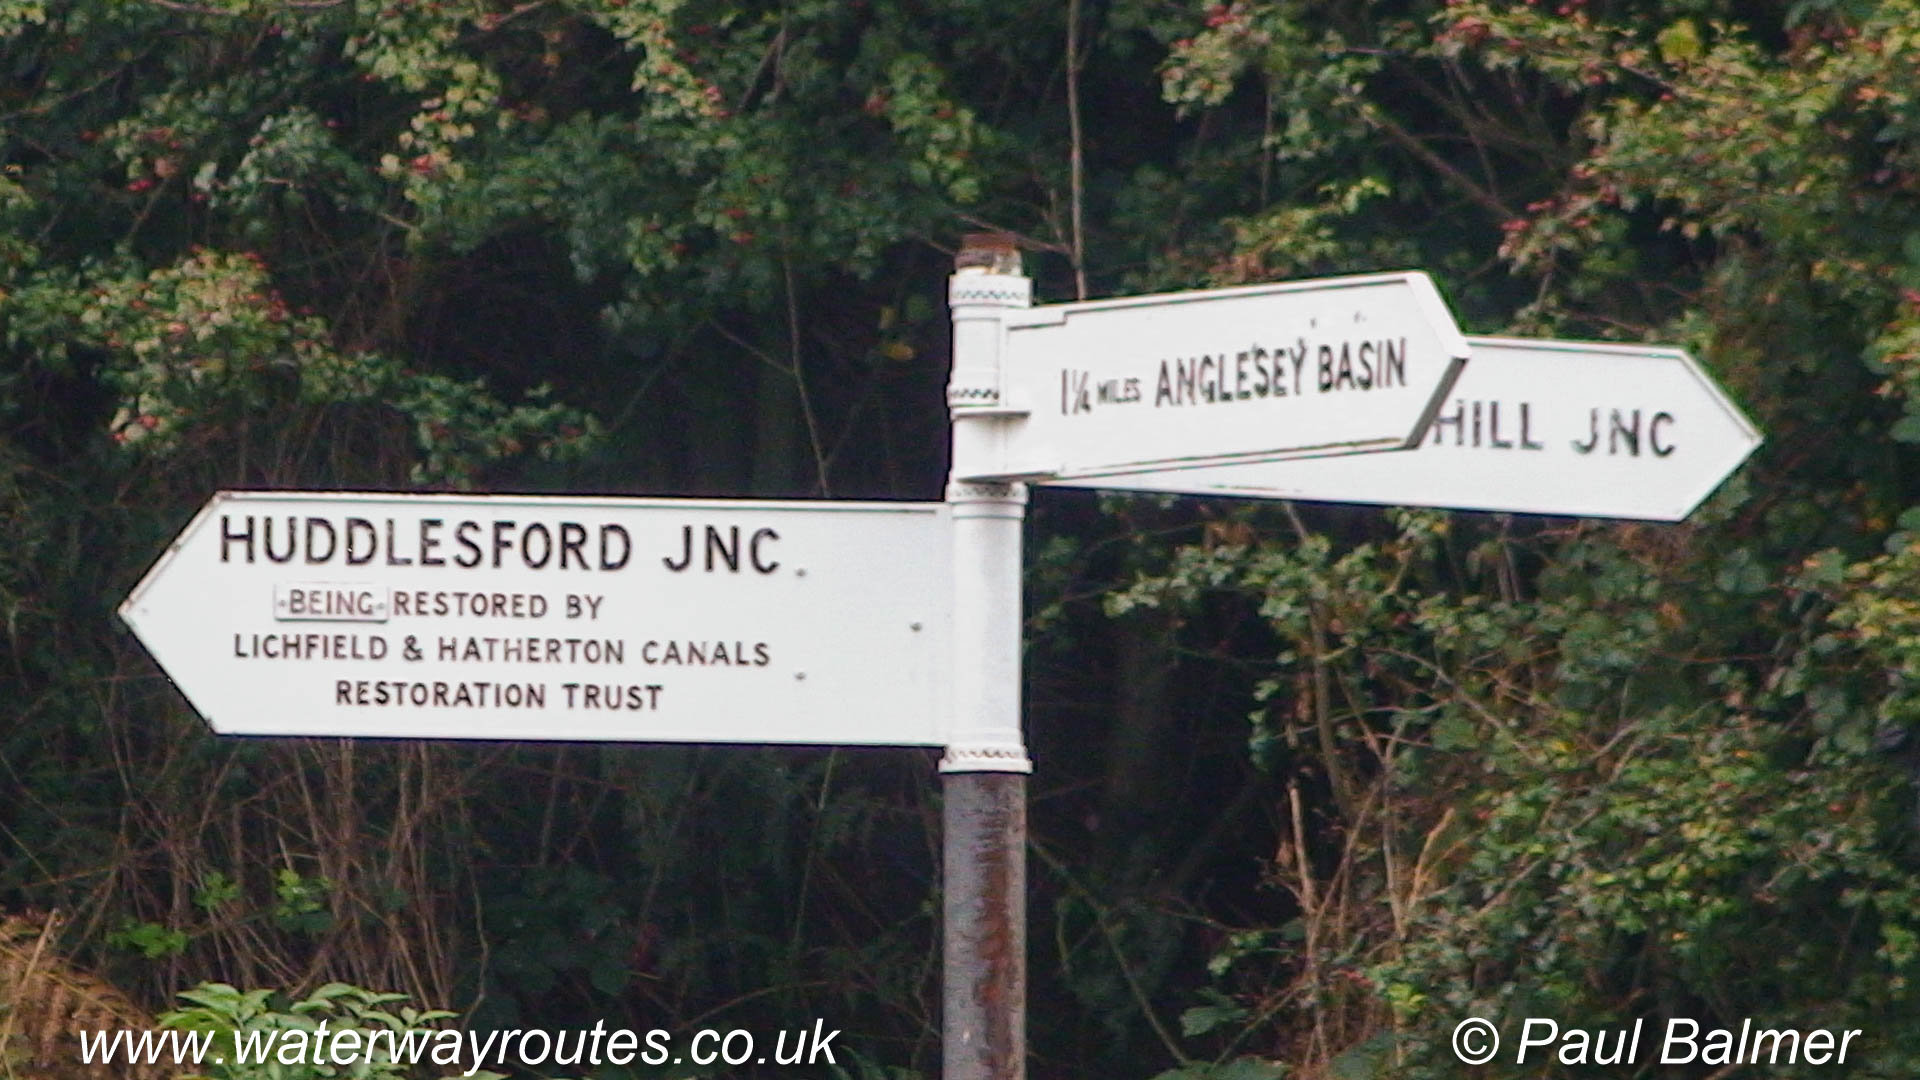 1¼ MILES ANGLESEY BASIN
HILL JNC
HUDDLESFORD JNC
BEING RESTORED BY
LICHFIELD & HATHERTON CANALS
RESTORATION TRUST
www.waterwayroutes.co.uk
© Paul Balmer